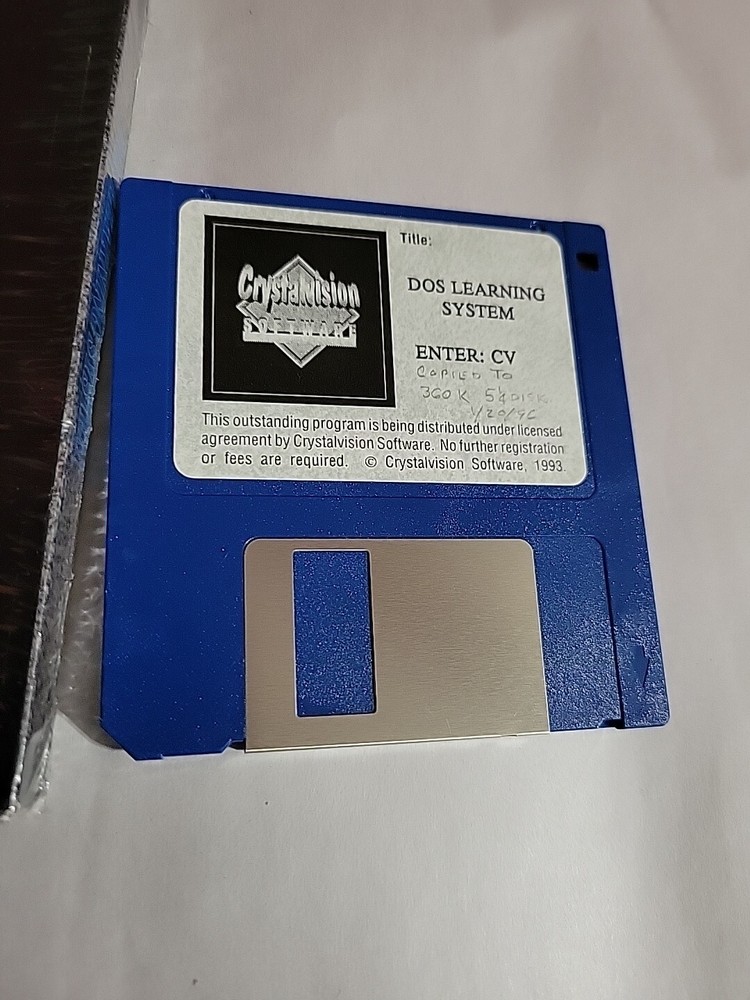 Crystalvision
SOFTWARE
Title:
DOS LEARNING
SYSTEM
ENTER: CV
COPIED TO
360K 5¼ DISK
This outstanding program is being distributed under licensed
agreement by Crystalvision Software. No further registration
or fees are required. © Crystalvision Software, 1993.